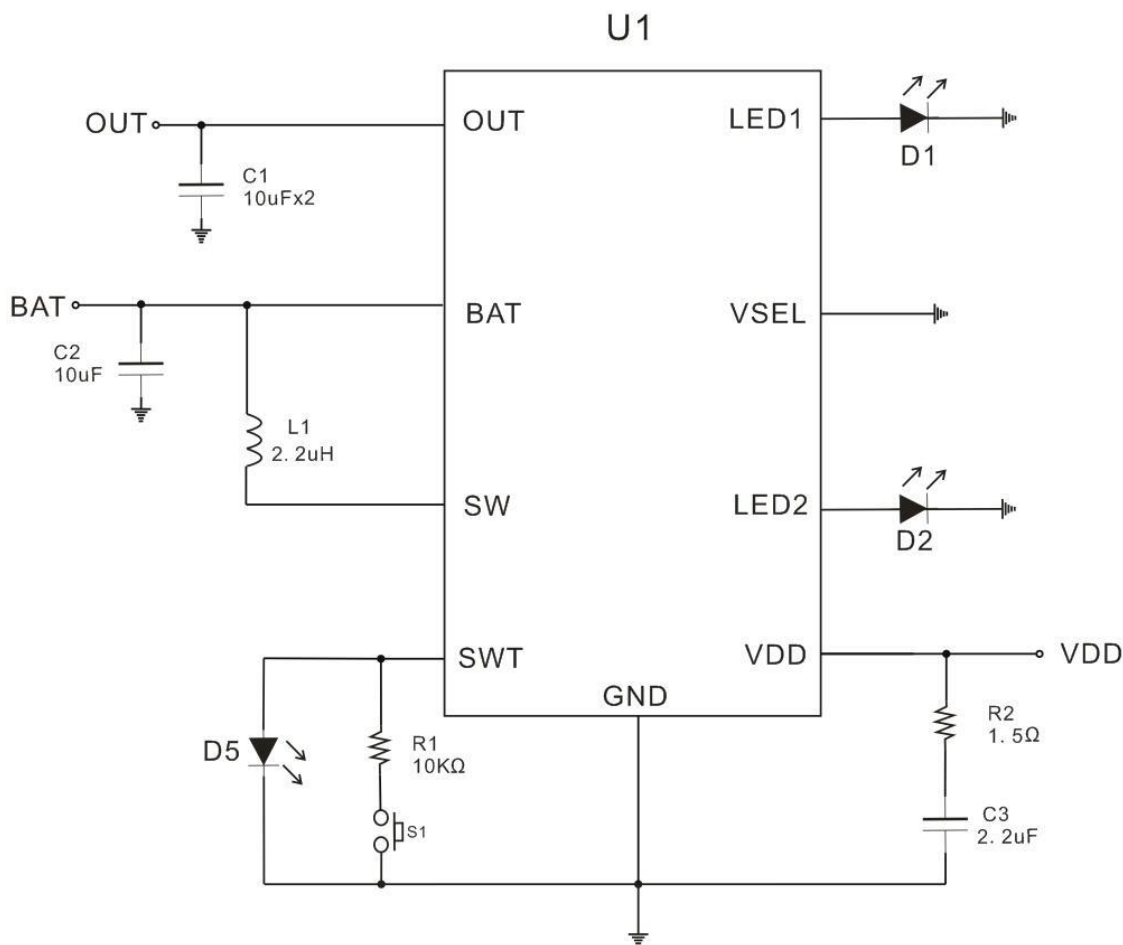 U1
OUT
OUT
LED1
D1
C1
10uFx2
BAT
BAT
VSEL
C2
10uF
L1
2. 2uH
SW
LED2
D2
SWT
VDD
VDD
GND
D5
R1
10KΩ
R2
1. 5Ω
S1
C3
2. 2uF